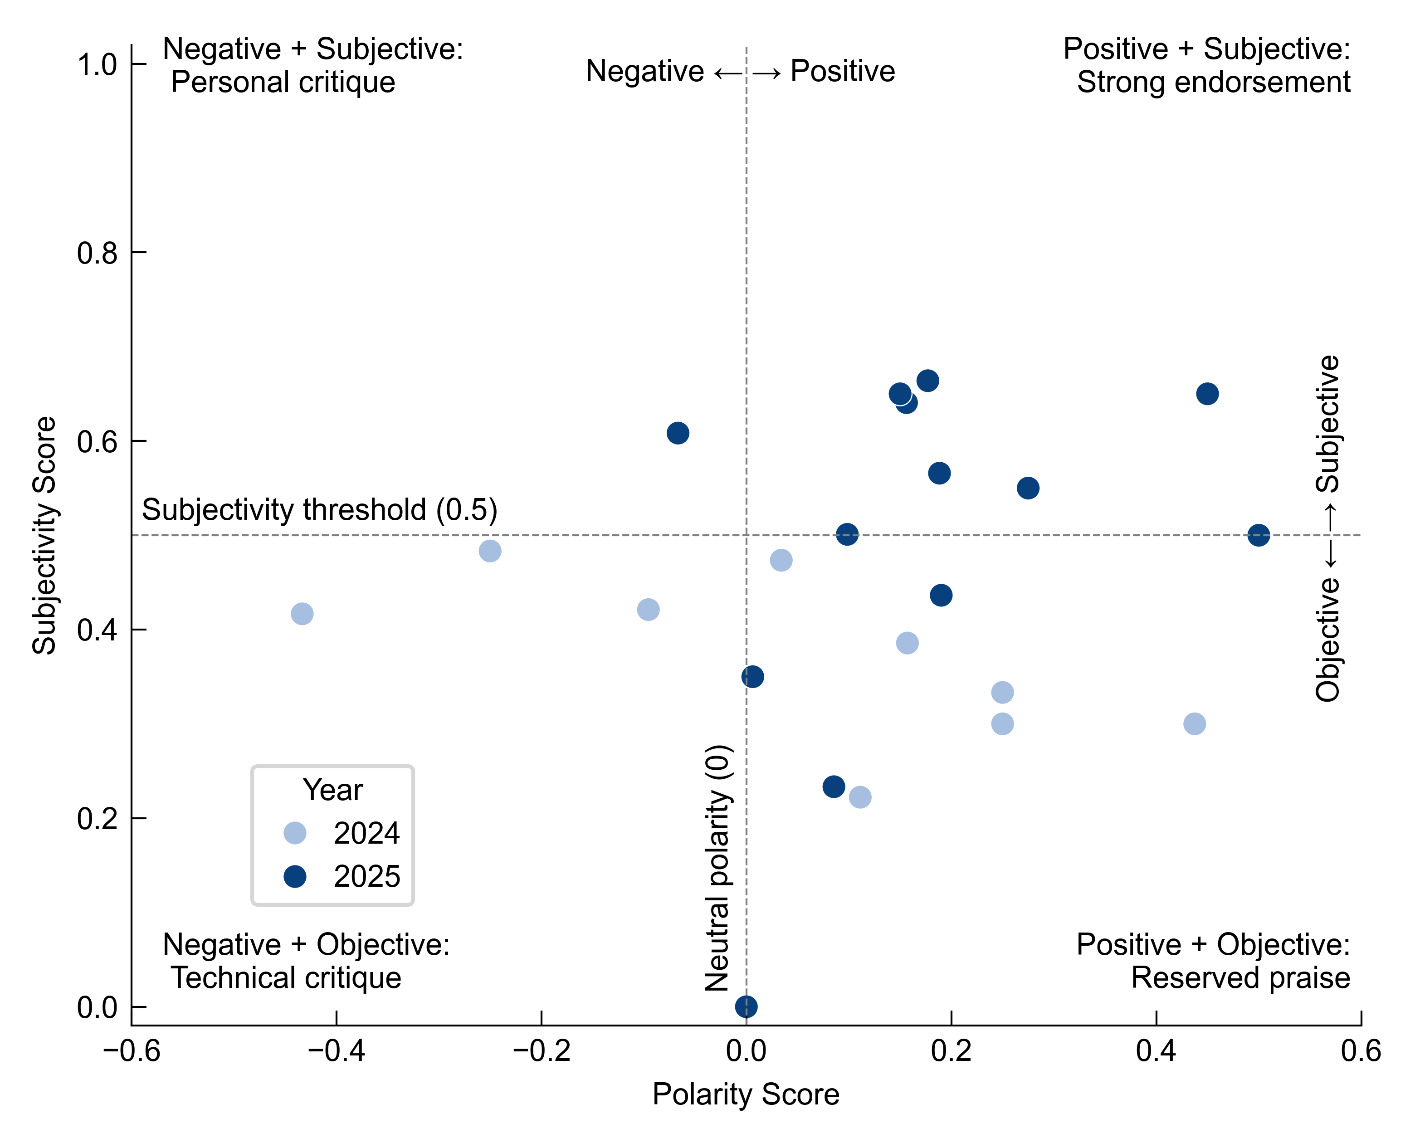 Negative + Subjective:
Personal critique
Negative ←→ Positive
Positive + Subjective:
Strong endorsement
1.0
0.8
0.6
0.4
0.2
0.0
Subjectivity Score
Subjectivity threshold (0.5)
Objective ←→ Subjective
Neutral polarity (0)
Year
2024
2025
Negative + Objective:
Technical critique
Positive + Objective:
Reserved praise
−0.6 −0.4 −0.2 0.0 0.2 0.4 0.6
Polarity Score